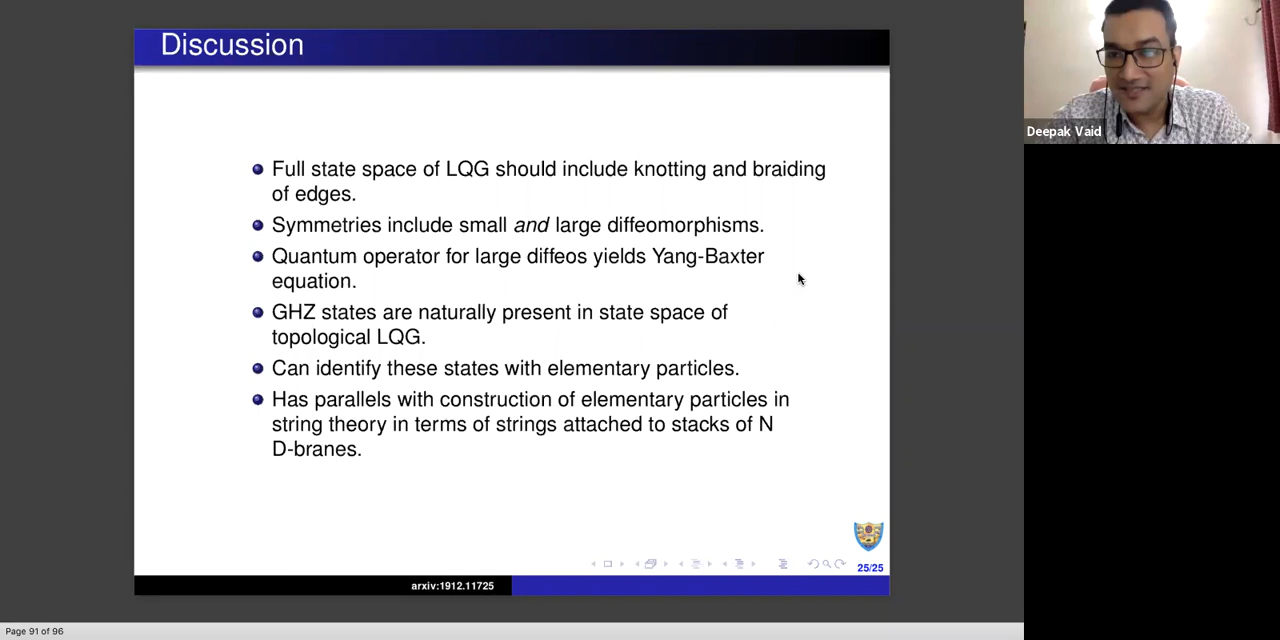 Discussion
Full state space of LQG should include knotting and braiding
of edges.
Symmetries include small and large diffeomorphisms.
Quantum operator for large diffeos yields Yang-Baxter
equation.
GHZ states are naturally present in state space of
topological LQG.
Can identify these states with elementary particles.
Has parallels with construction of elementary particles in
string theory in terms of strings attached to stacks of N
D-branes.
25/25
arxiv:1912.11725
Page 91 of 96
Deepak Vaid